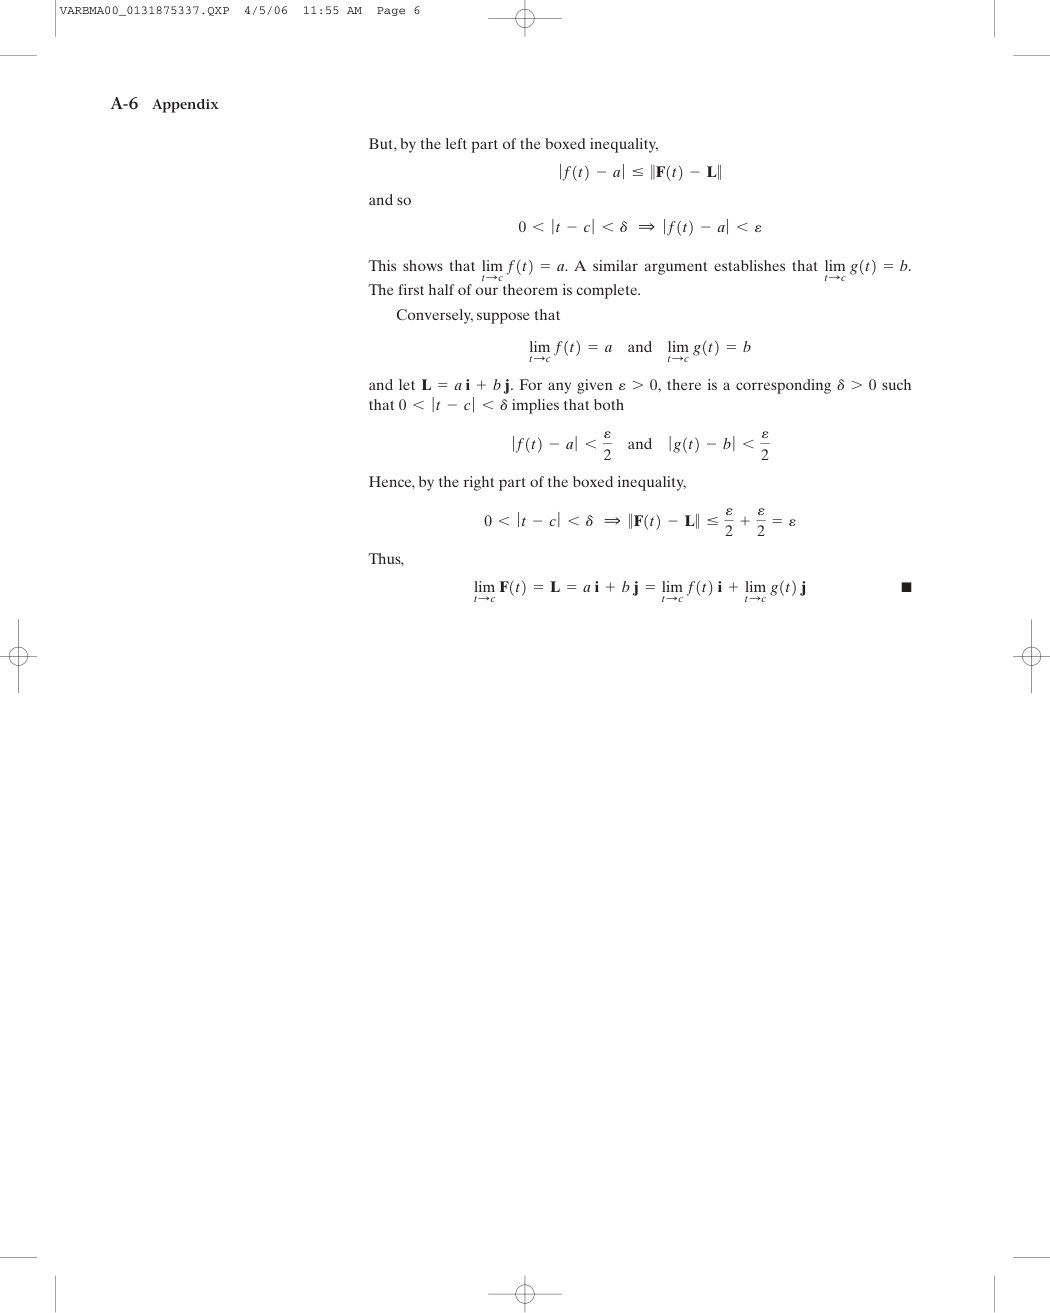 VARBMA00_0131875337.QXP 4/5/06 11:55 AM Page 6
A-6 Appendix
But, by the left part of the boxed inequality,
|f(t) − a| ≤ ‖F(t) − L‖
and so
0 < |t − c| < δ ⇒ |f(t) − a| < ε
This shows that lim f(t) = a. A similar argument establishes that lim g(t) = b.
t→c t→c
The first half of our theorem is complete.
Conversely, suppose that
lim f(t) = a and lim g(t) = b
t→c t→c
and let L = a i + b j. For any given ε > 0, there is a corresponding δ > 0 such
that 0 < |t − c| < δ implies that both
|f(t) − a| < ε/2 and |g(t) − b| < ε/2
Hence, by the right part of the boxed inequality,
0 < |t − c| < δ ⇒ ‖F(t) − L‖ ≤ ε/2 + ε/2 = ε
Thus,
lim F(t) = L = a i + b j = lim f(t) i + lim g(t) j ■
t→c t→c t→c